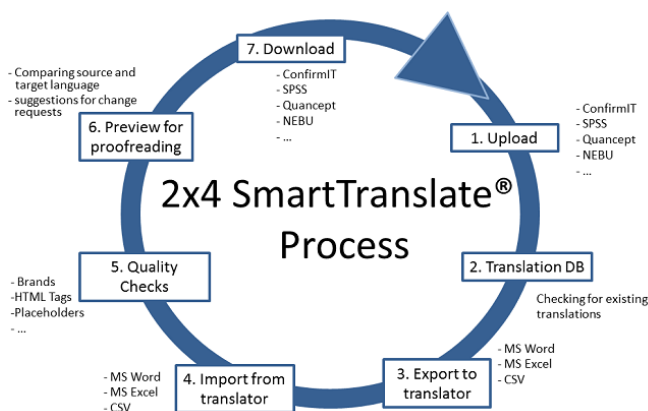 7. Download
- ConfirmIT
- SPSS
- Quancept
- NEBU
- ...
- Comparing source and
target language
- suggestions for change
requests
6. Preview for
proofreading
1. Upload
- ConfirmIT
- SPSS
- Quancept
- NEBU
- ...
2x4 SmartTranslate®
Process
5. Quality
Checks
- Brands
-HTML Tags
-Placeholders
- ...
2. Translation DB
Checking for existing
translations
4. Import from
translator
- MS Word
- MS Excel
- CSV
3. Export to
translator
- MS Word
- MS Excel
- CSV